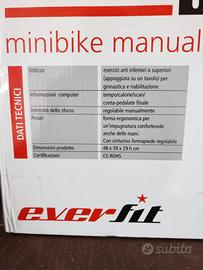 minibike manual
DATI TECNICI
Utilizzo
esercizi arti inferiori o superiori
(appoggiata su un tavolo) per
ginnastica e riabilitazione
Informazioni computer
tempo/calorie/scan/
conta-pedalate finale
Intensità dello sforzo
regolabile manualmente
Pedali
forma ergonomica per
un'impugnatura confortevole
anche delle mani.
Con cinturino fermapiede regolabile
Dimensioni prodotto
48 x 39 x 29 h cm
Certificazioni
CE-ROHS
everfit
subito